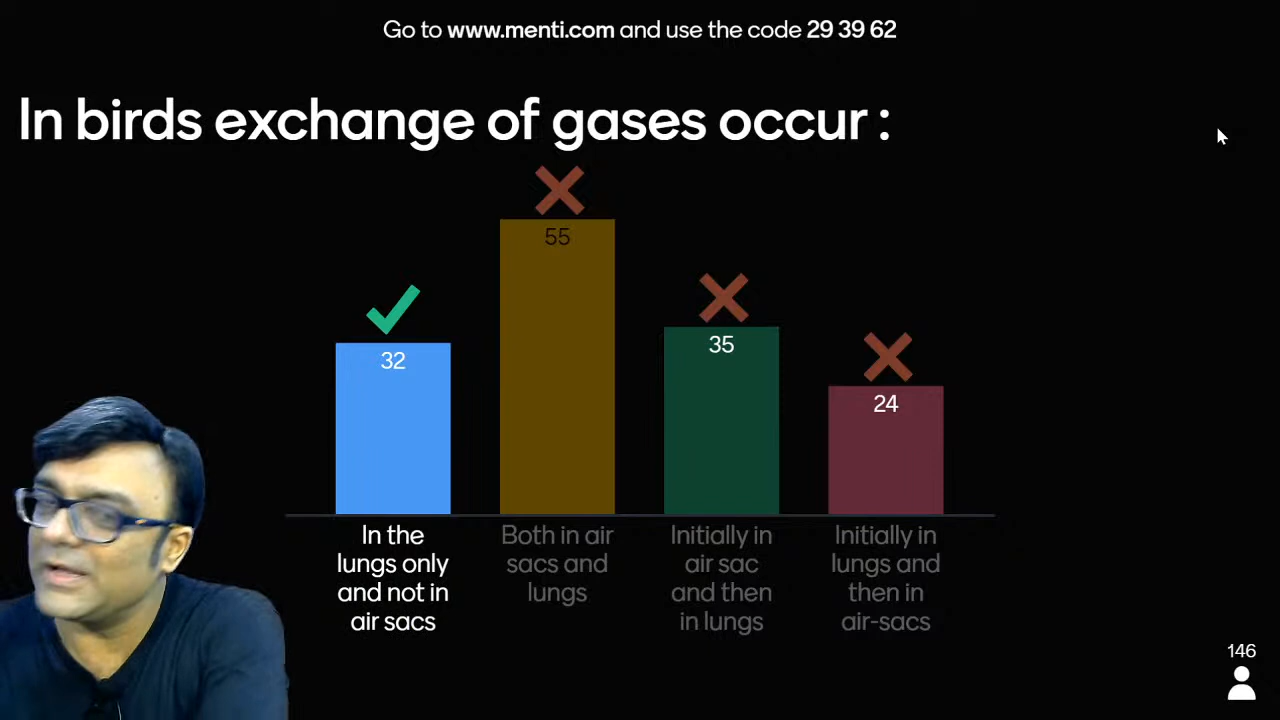 Go to www.menti.com and use the code 29 39 62
In birds exchange of gases occur :
32
55
35
24
In the
lungs only
and not in
air sacs
Both in air
sacs and
lungs
Initially in
air sac
and then
in lungs
Initially in
lungs and
then in
air-sacs
146